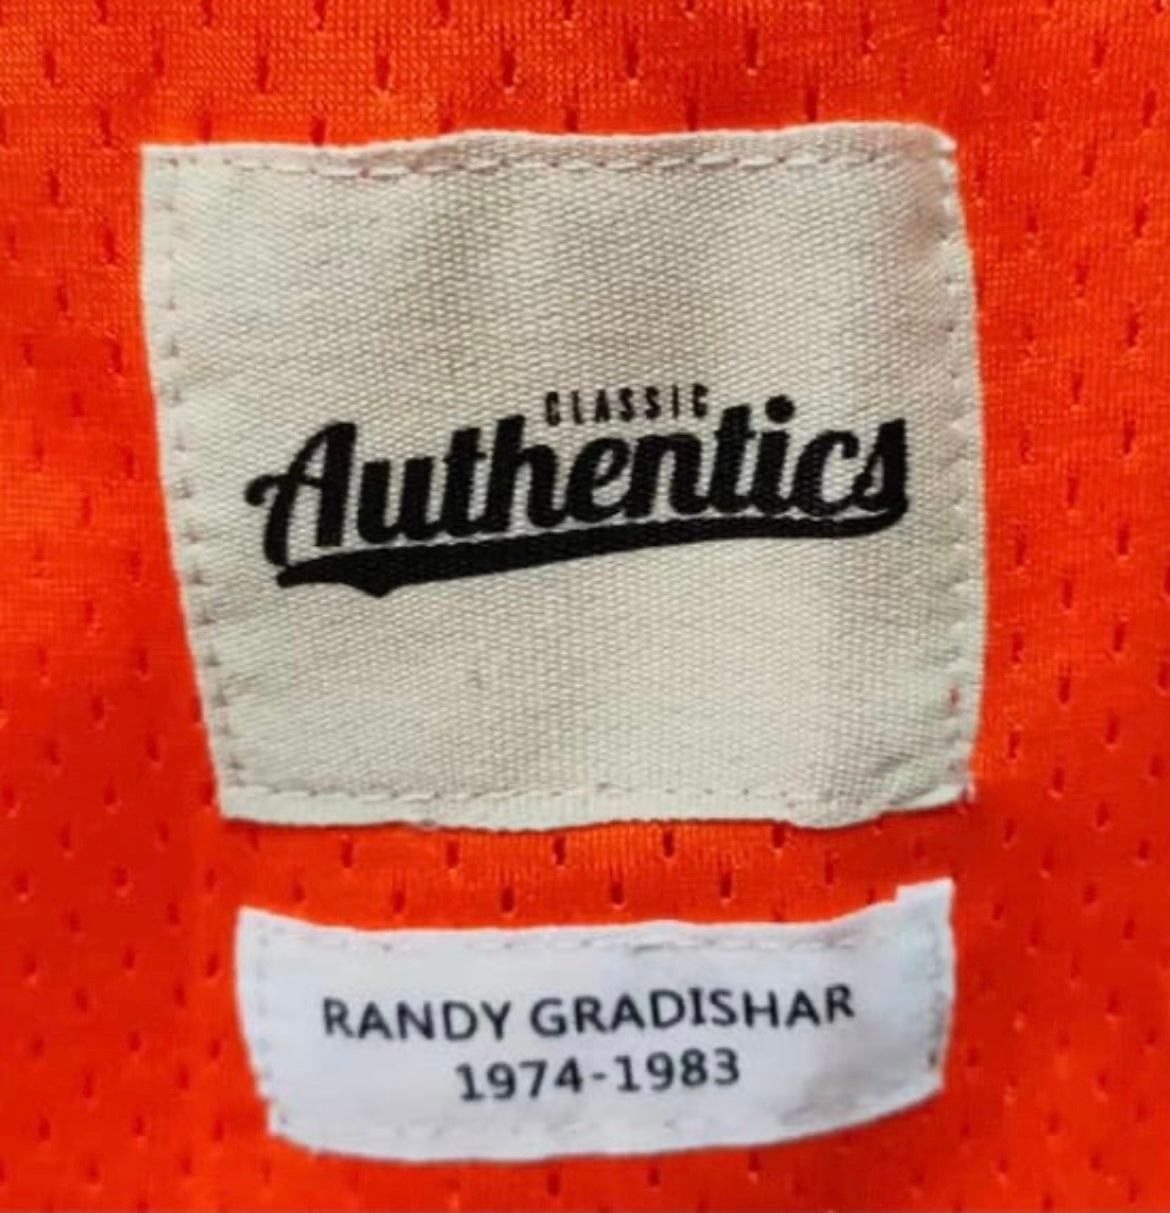 CLASSIC
Authentics
RANDY GRADISHAR
1974-1983